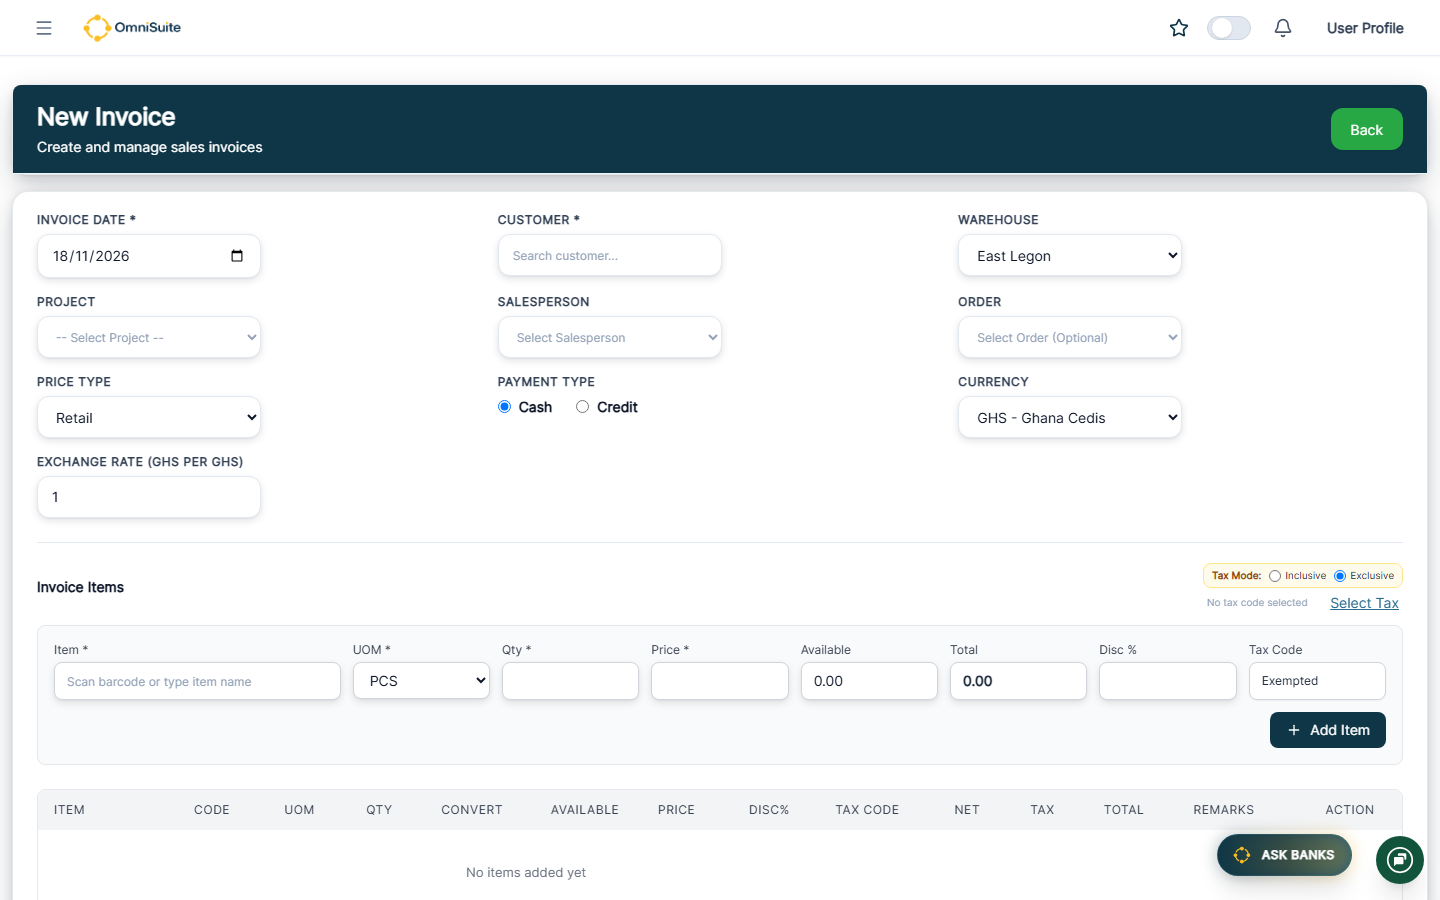 OmniSuite
User Profile
New Invoice
Create and manage sales invoices
Back
INVOICE DATE *
CUSTOMER *
WAREHOUSE
18/11/2026
Search customer...
East Legon
PROJECT
SALESPERSON
ORDER
-- Select Project --
Select Salesperson
Select Order (Optional)
PRICE TYPE
PAYMENT TYPE
CURRENCY
Retail
Cash
Credit
GHS - Ghana Cedis
EXCHANGE RATE (GHS PER GHS)
1
Invoice Items
Tax Mode: Inclusive Exclusive
No tax code selected
Select Tax
Item * UOM * Qty * Price * Available Total Disc % Tax Code
Scan barcode or type item name PCS 0.00 0.00 Exempted
+ Add Item
ITEM CODE UOM QTY CONVERT AVAILABLE PRICE DISC% TAX CODE NET TAX TOTAL REMARKS ACTION
No items added yet
ASK BANKS